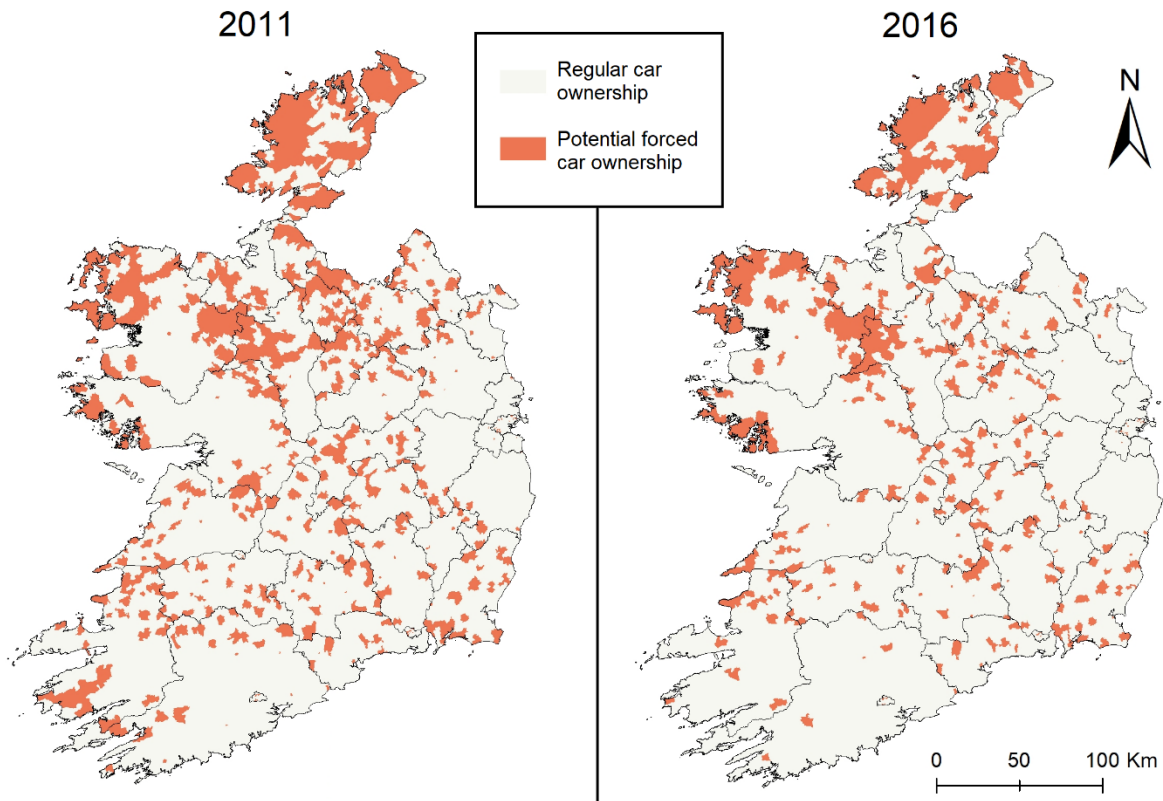 2011
2016
Regular car
ownership
Potential forced
car ownership
N
0 50 100 Km